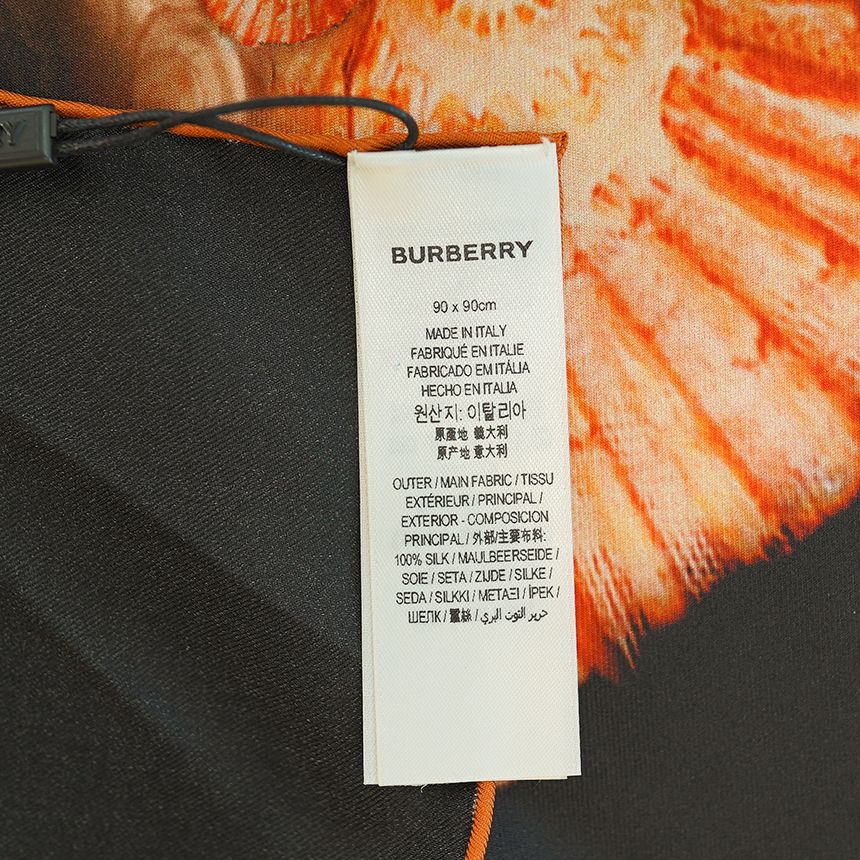 BURBERRY
90 x 90cm
MADE IN ITALY
FABRIQUÉ EN ITALIE
FABRICADO EM ITÁLIA
HECHO EN ITALIA
원산지: 이탈리아
原產地 義大利
原产地 意大利
OUTER / MAIN FABRIC / TISSU
EXTÉRIEUR / PRINCIPAL /
EXTERIOR - COMPOSICION
PRINCIPAL / 外部/主要布料:
100% SILK / MAULBEERSEIDE /
SOIE / SETA / ZIJDE / SILKE /
SEDA / SILKKI / ΜΕΤΑΞΙ / İPEK /
ШЕЛК / 蠶絲 / حرير التوت البري